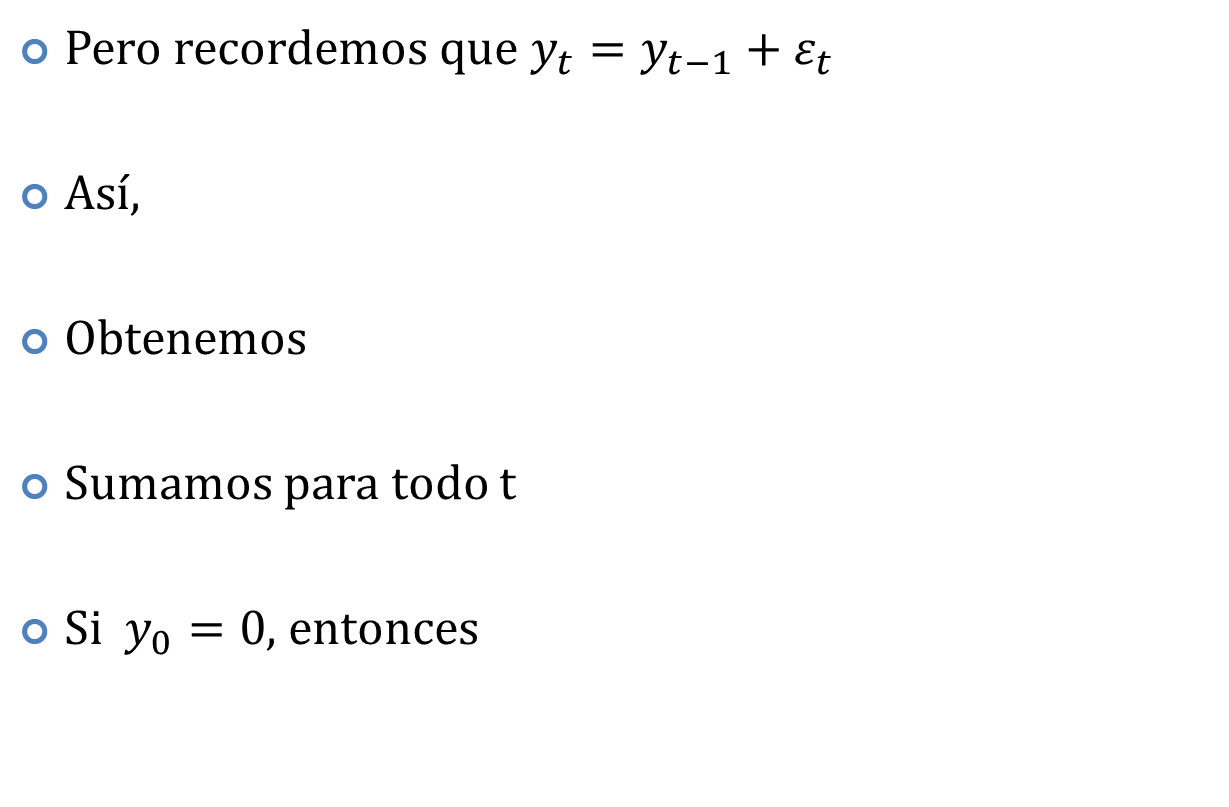 Pero recordemos que yₜ = yₜ₋₁ + εₜ
Así,
Obtenemos
Sumamos para todo t
Si y₀ = 0, entonces